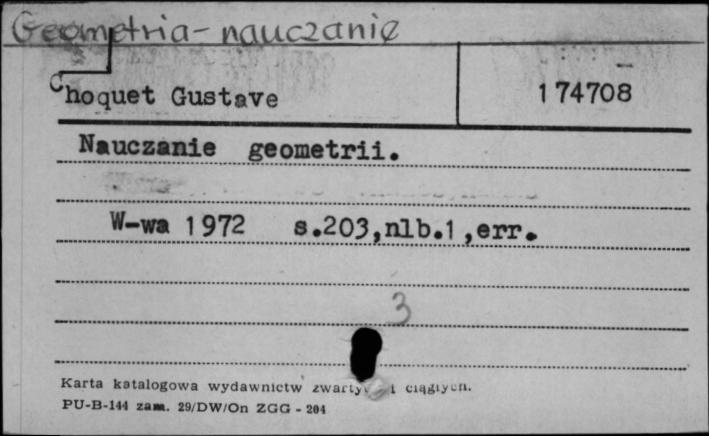 Geometria - nauczanie
Choquet Gustave
174708
Nauczanie geometrii.
W-wa 1972 s.203,nlb.1,err.
3
Karta katalogowa wydawnictw zwartych i ciągłych.
PU-B-144 zam. 29/DW/On ZGG - 204